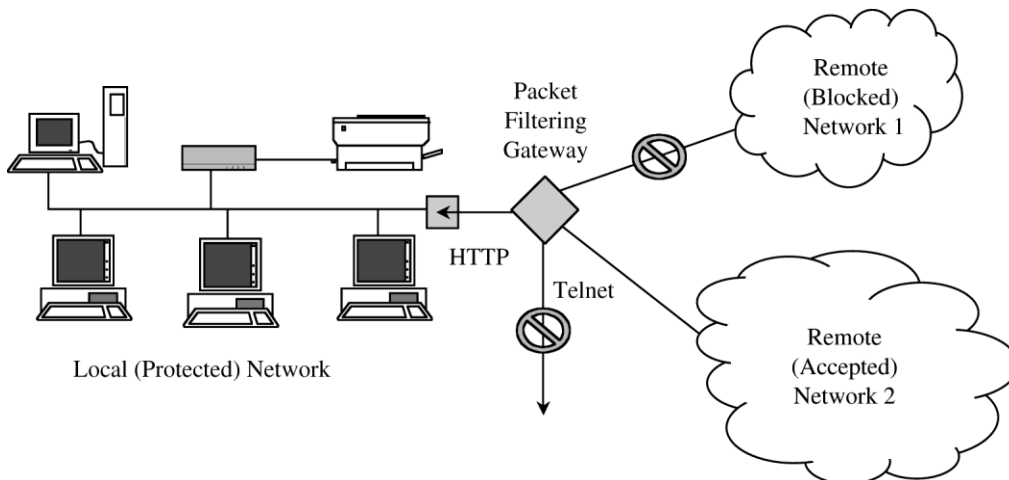 Packet
Filtering
Gateway
Remote
(Blocked)
Network 1
HTTP
Telnet
Remote
(Accepted)
Network 2
Local (Protected) Network